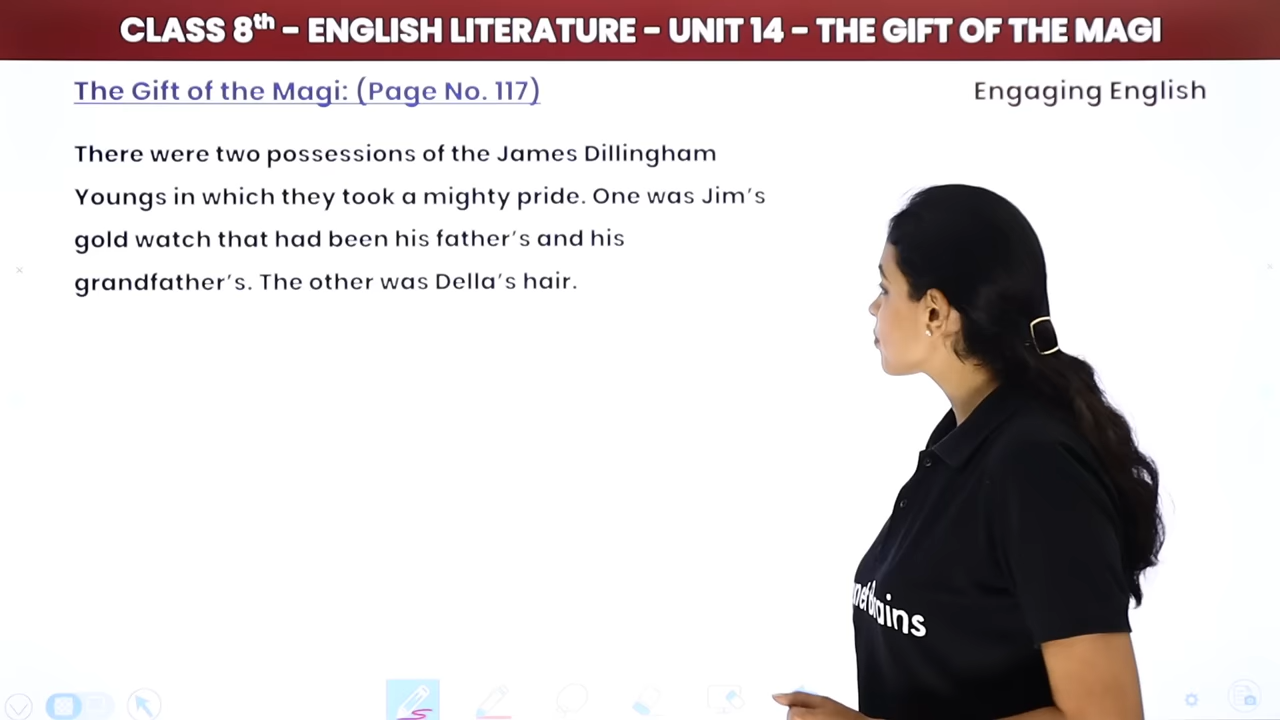 CLASS 8th – ENGLISH LITERATURE – UNIT 14 – THE GIFT OF THE MAGI
The Gift of the Magi: (Page No. 117)
Engaging English
There were two possessions of the James Dillingham
Youngs in which they took a mighty pride. One was Jim's
gold watch that had been his father's and his
grandfather's. The other was Della's hair.